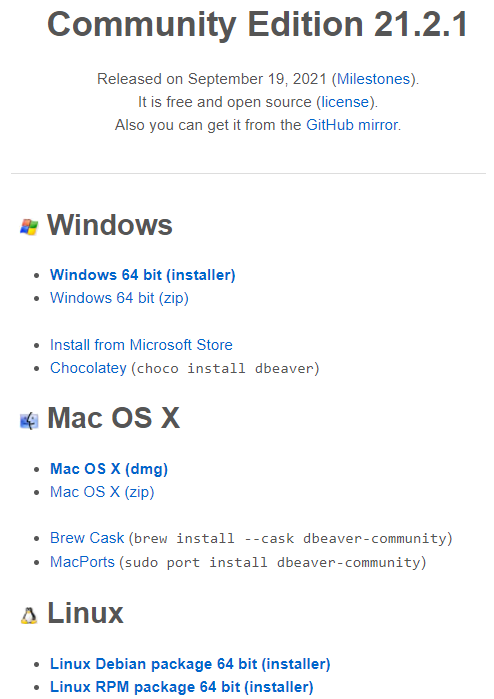 Community Edition 21.2.1
Released on September 19, 2021 (Milestones).
It is free and open source (license).
Also you can get it from the GitHub mirror.
Windows
Windows 64 bit (installer)
Windows 64 bit (zip)
Install from Microsoft Store
Chocolatey (choco install dbeaver)
Mac OS X
Mac OS X (dmg)
Mac OS X (zip)
Brew Cask (brew install --cask dbeaver-community)
MacPorts (sudo port install dbeaver-community)
Linux
Linux Debian package 64 bit (installer)
Linux RPM package 64 bit (installer)